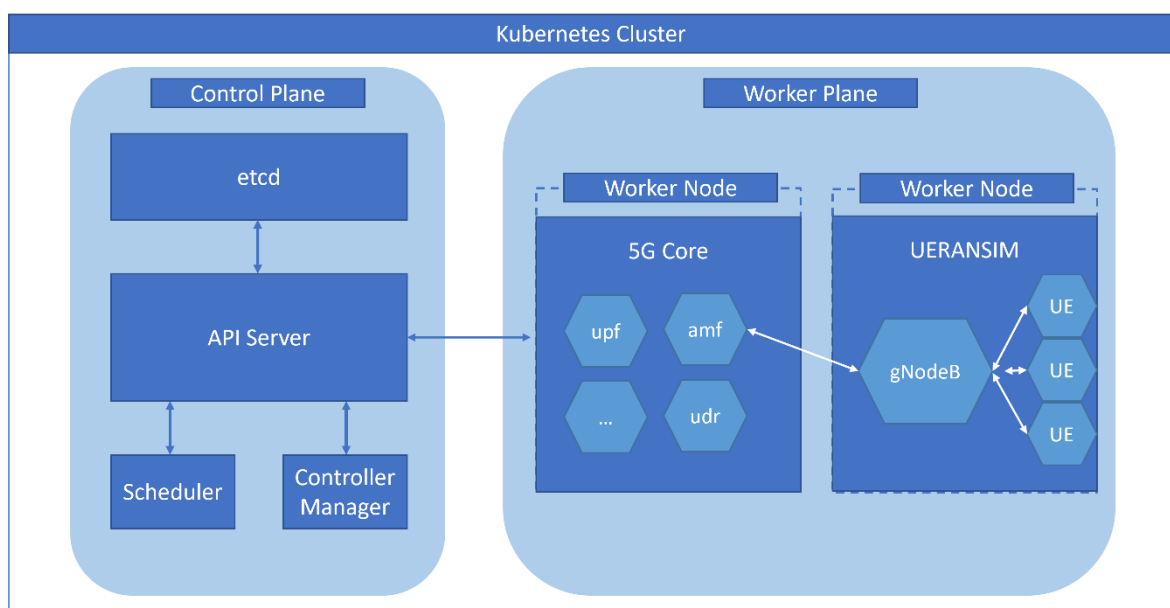 Kubernetes Cluster
Control Plane
etcd
API Server
Scheduler
Controller
Manager
Worker Plane
Worker Node
5G Core
upf
amf
...
udr
Worker Node
UERANSIM
gNodeB
UE
UE
UE